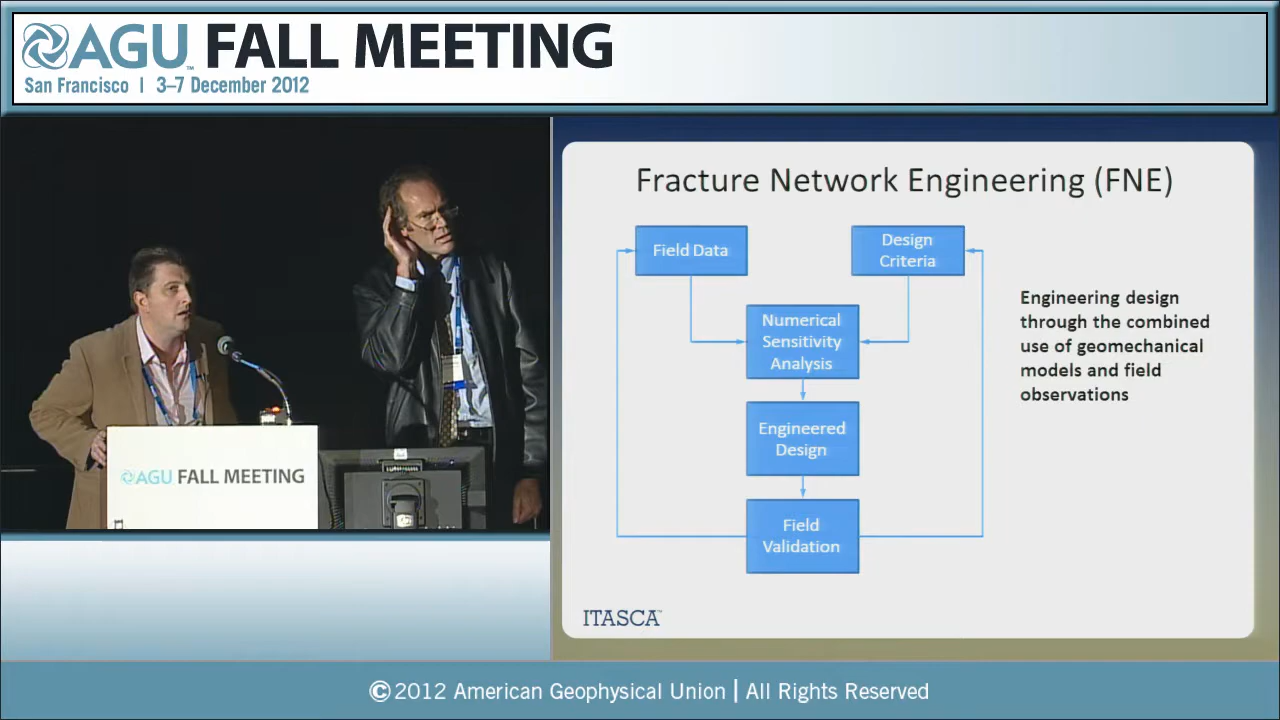 AGU™ FALL MEETING
San Francisco | 3–7 December 2012
AGU FALL MEETING
Fracture Network Engineering (FNE)
Field Data
Design
Criteria
Numerical
Sensitivity
Analysis
Engineered
Design
Field
Validation
Engineering design
through the combined
use of geomechanical
models and field
observations
ITASCA™
©2012 American Geophysical Union | All Rights Reserved